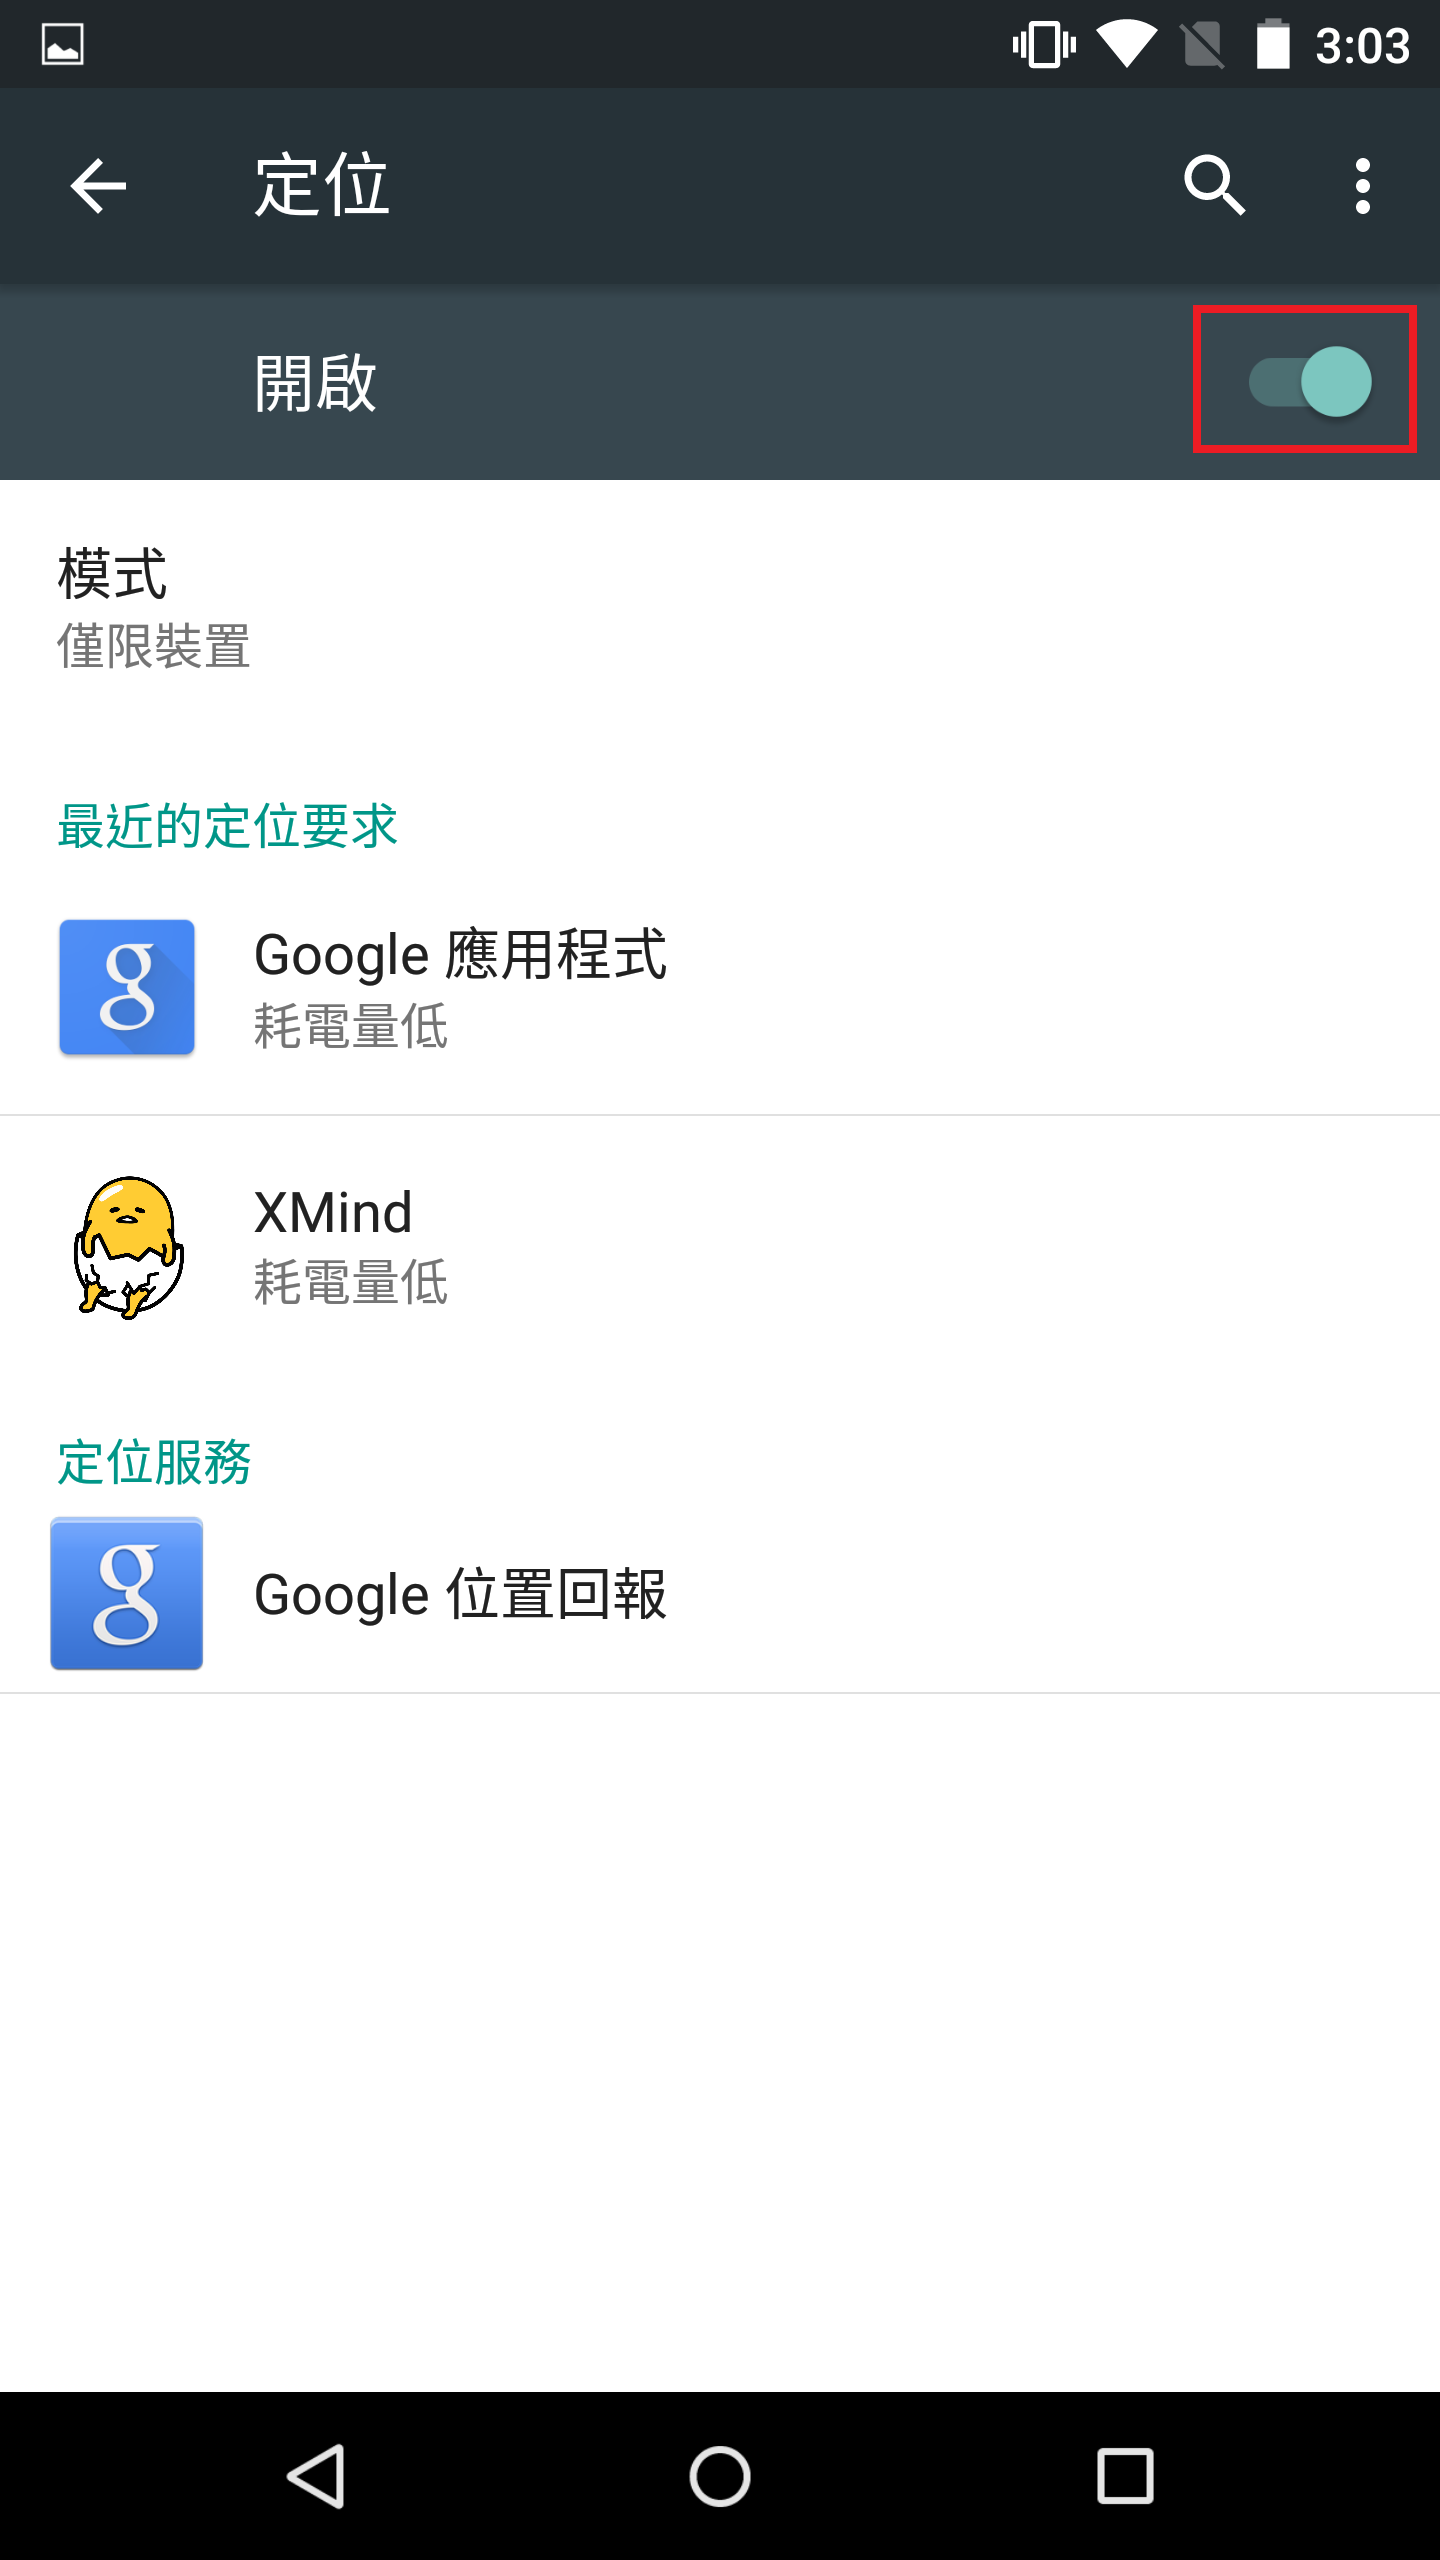 3:03
定位
開啟
模式
僅限裝置
最近的定位要求
Google 應用程式
耗電量低
XMind
耗電量低
定位服務
Google 位置回報